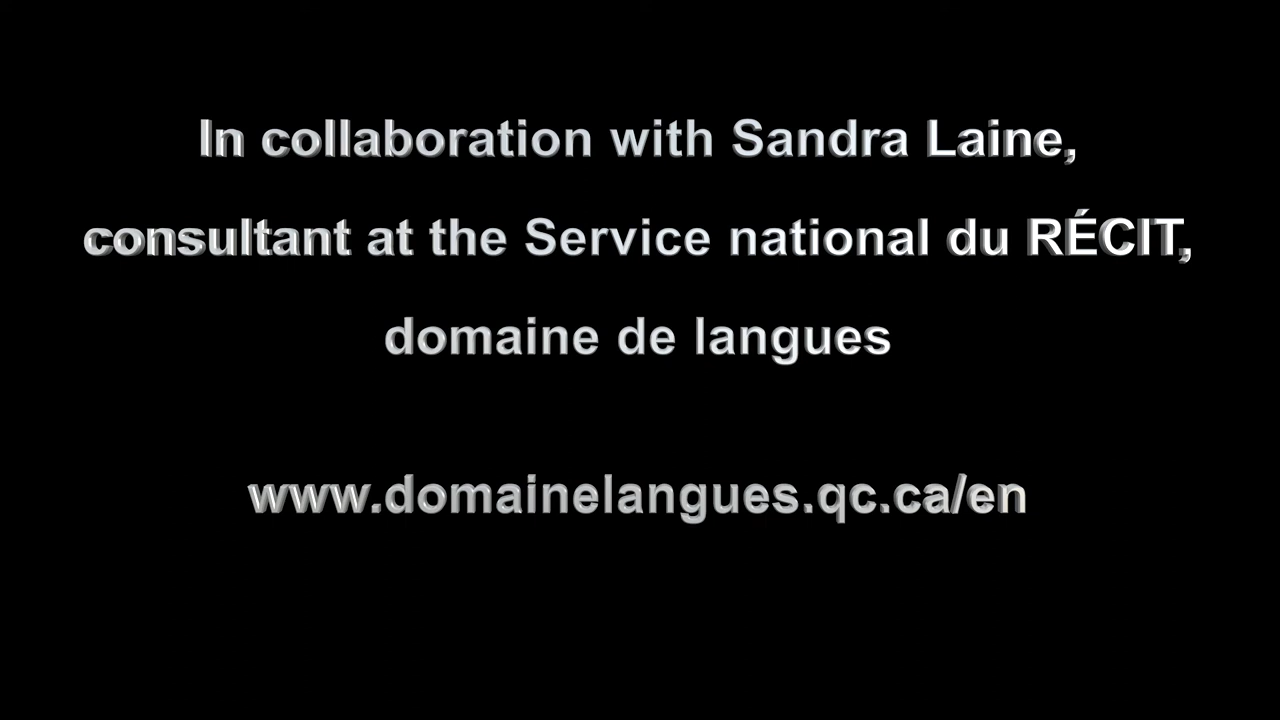 In collaboration with Sandra Laine,
consultant at the Service national du RÉCIT,
domaine de langues
www.domainelangues.qc.ca/en